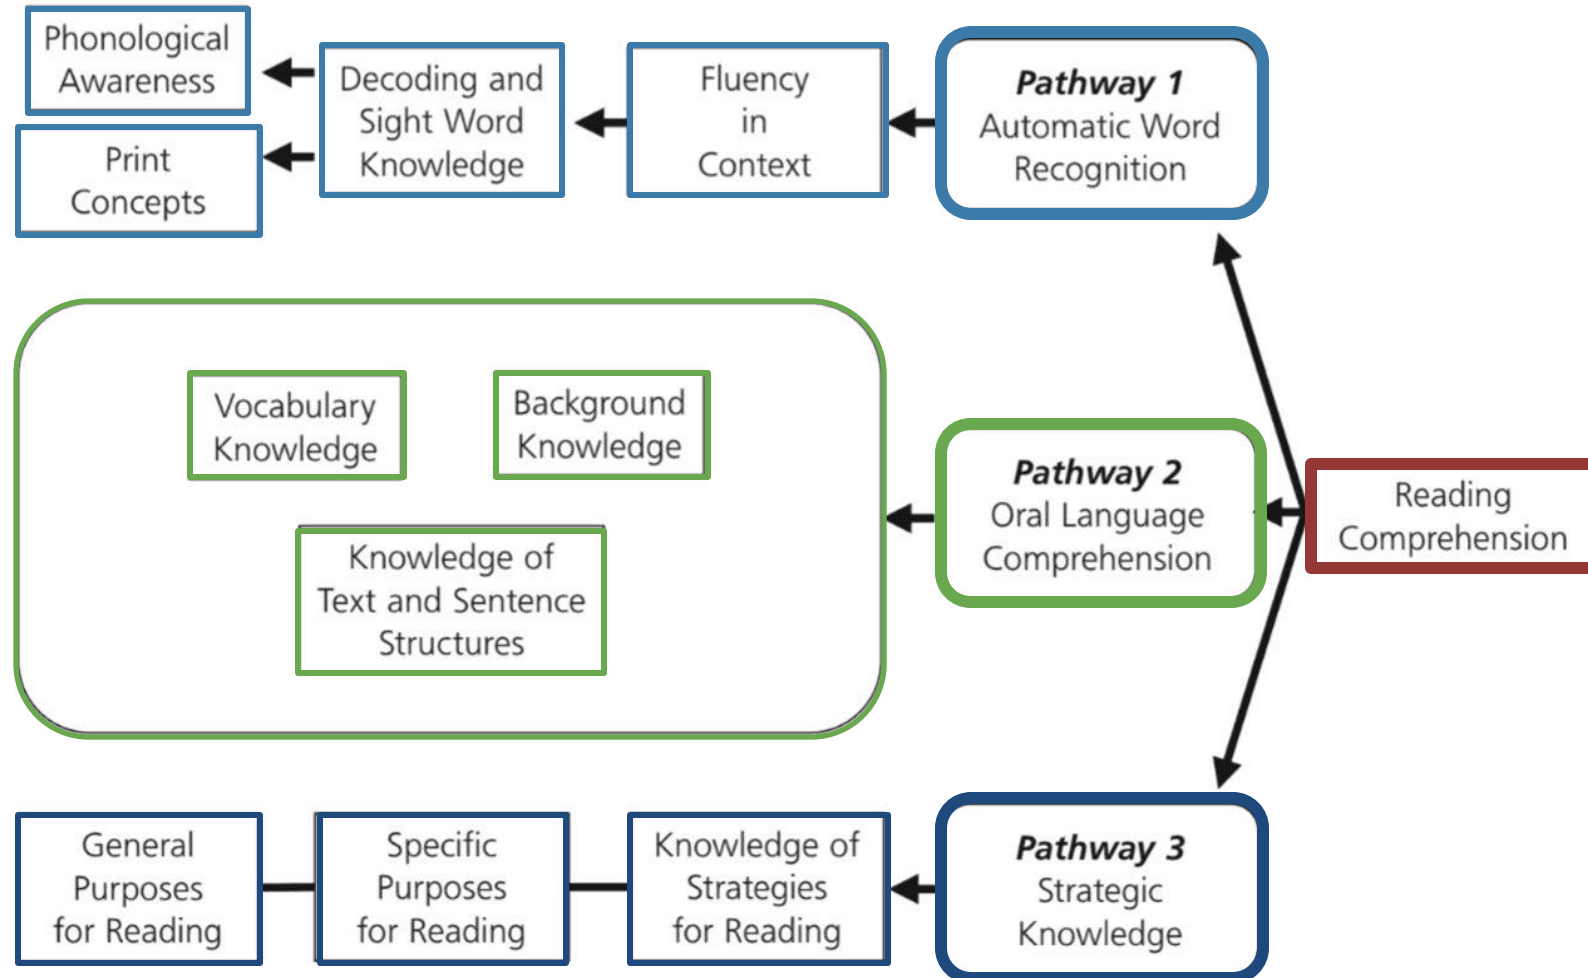 Phonological
Awareness
Print
Concepts
Decoding and
Sight Word
Knowledge
Fluency
in
Context
Pathway 1
Automatic Word
Recognition
Vocabulary
Knowledge
Background
Knowledge
Knowledge of
Text and Sentence
Structures
Pathway 2
Oral Language
Comprehension
Reading
Comprehension
General
Purposes
for Reading
Specific
Purposes
for Reading
Knowledge of
Strategies
for Reading
Pathway 3
Strategic
Knowledge